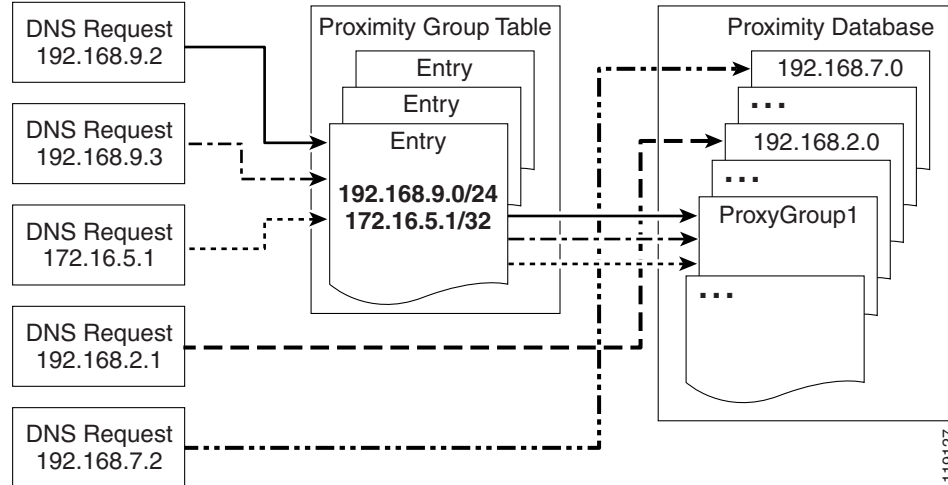 DNS Request
192.168.9.2
DNS Request
192.168.9.3
DNS Request
172.16.5.1
DNS Request
192.168.2.1
DNS Request
192.168.7.2
Proximity Group Table
Entry
Entry
Entry
192.168.9.0/24
172.16.5.1/32
Proximity Database
192.168.7.0
...
192.168.2.0
...
ProxyGroup1
...
119127